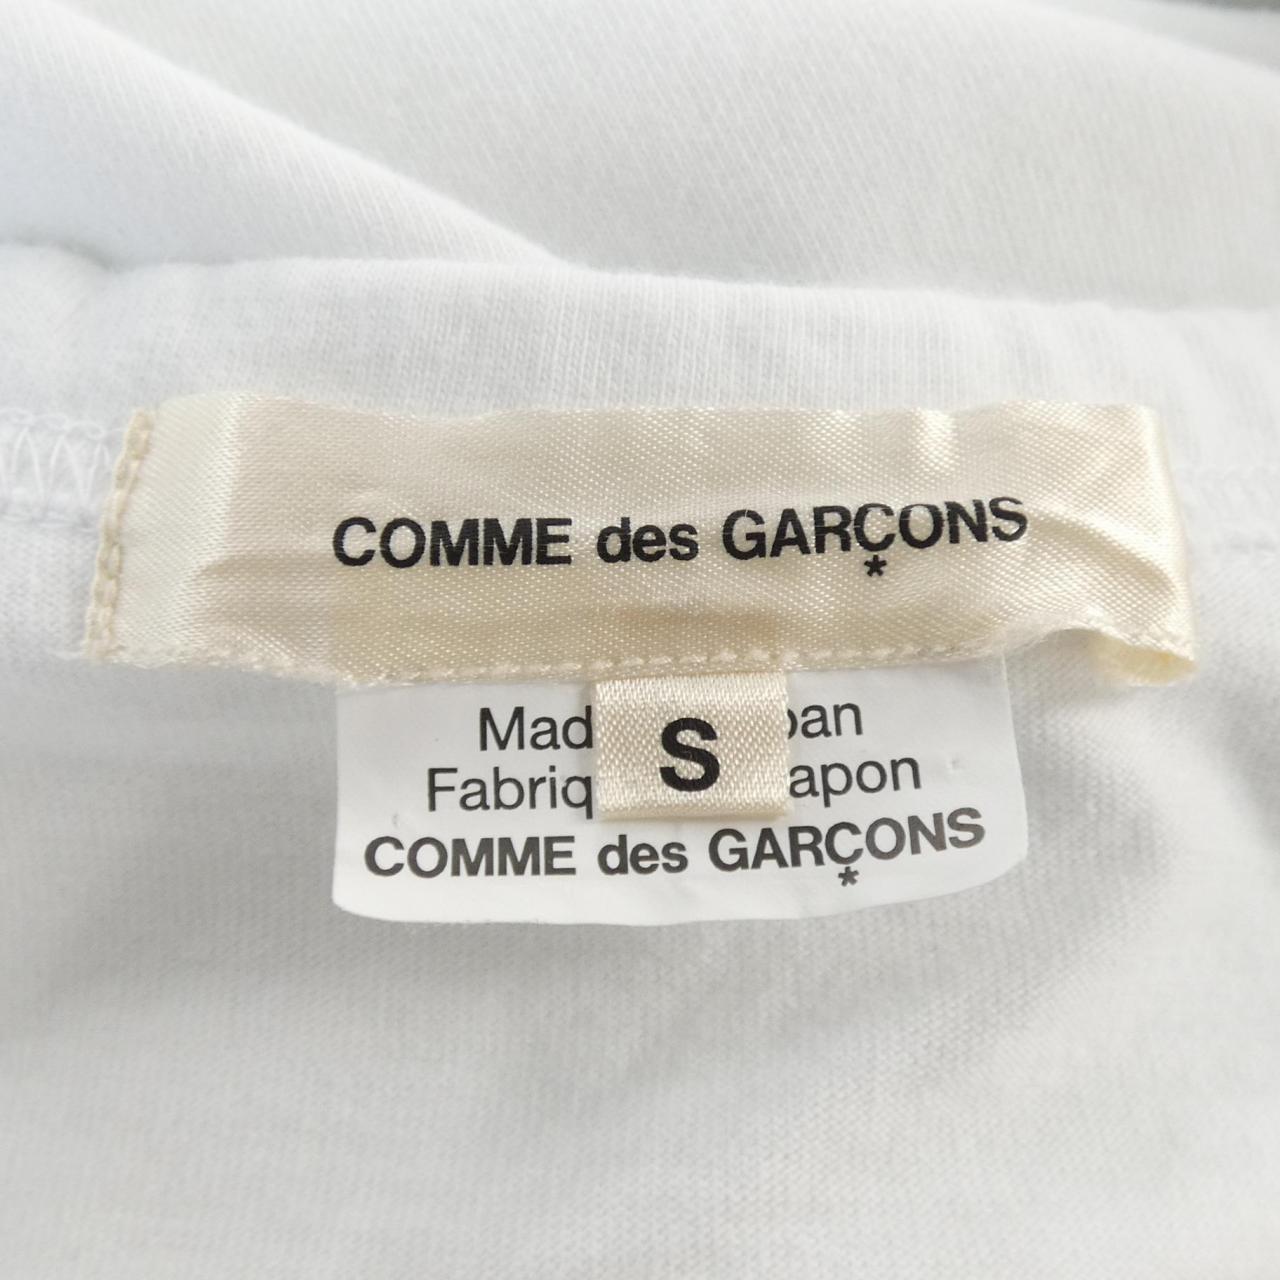 COMME des GARÇONS
*
S
Mad pan
Fabriq apon
COMME des GARÇONS
*